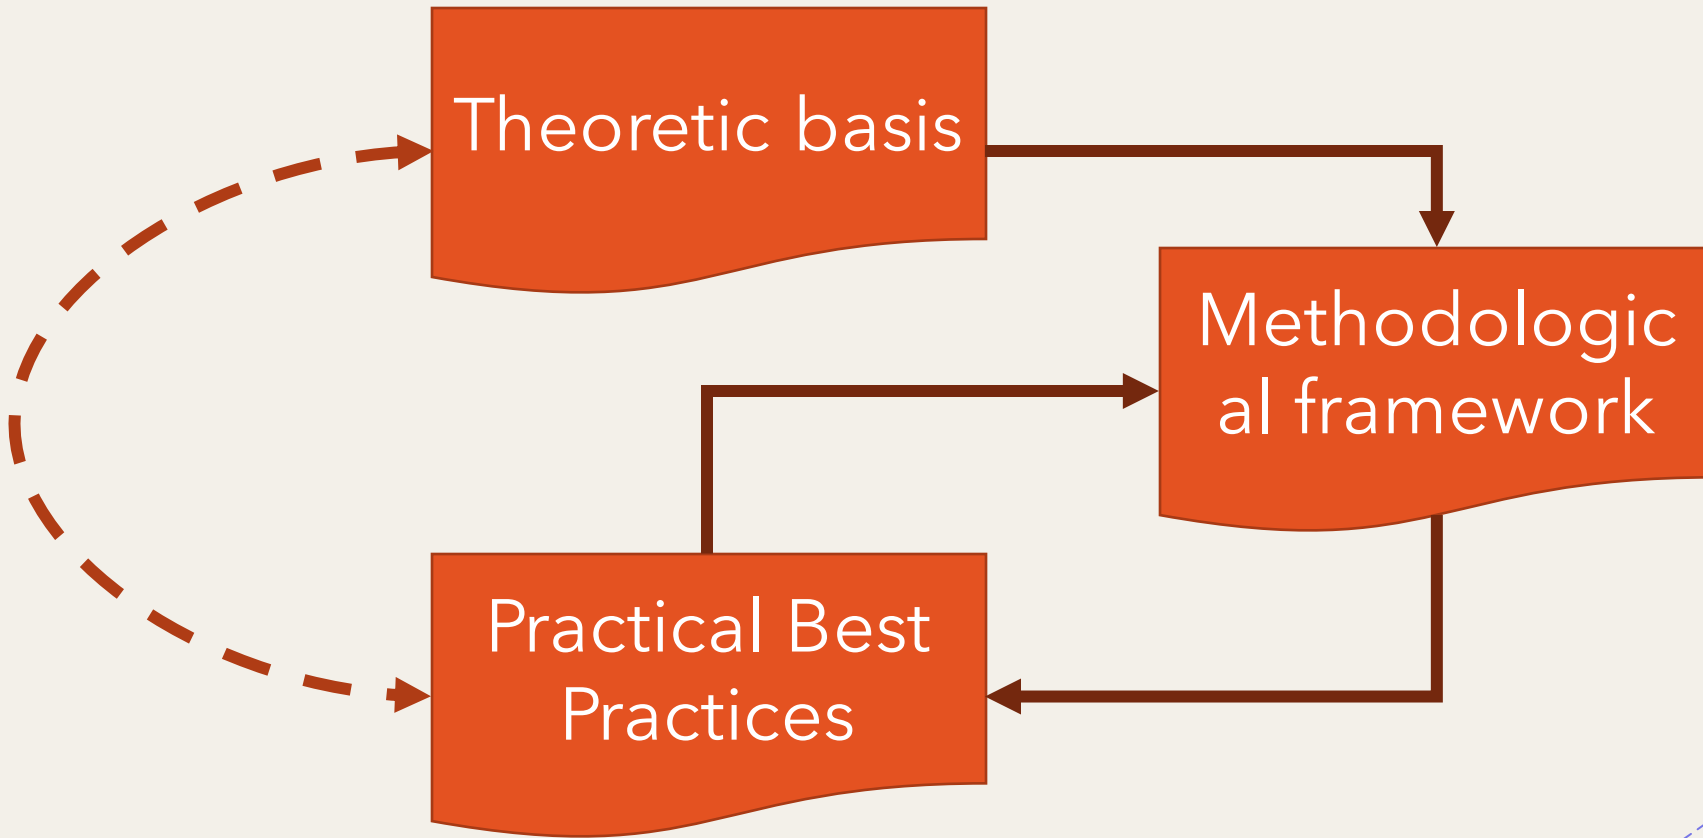 Theoretic basis
Methodologic
al framework
Practical Best
Practices